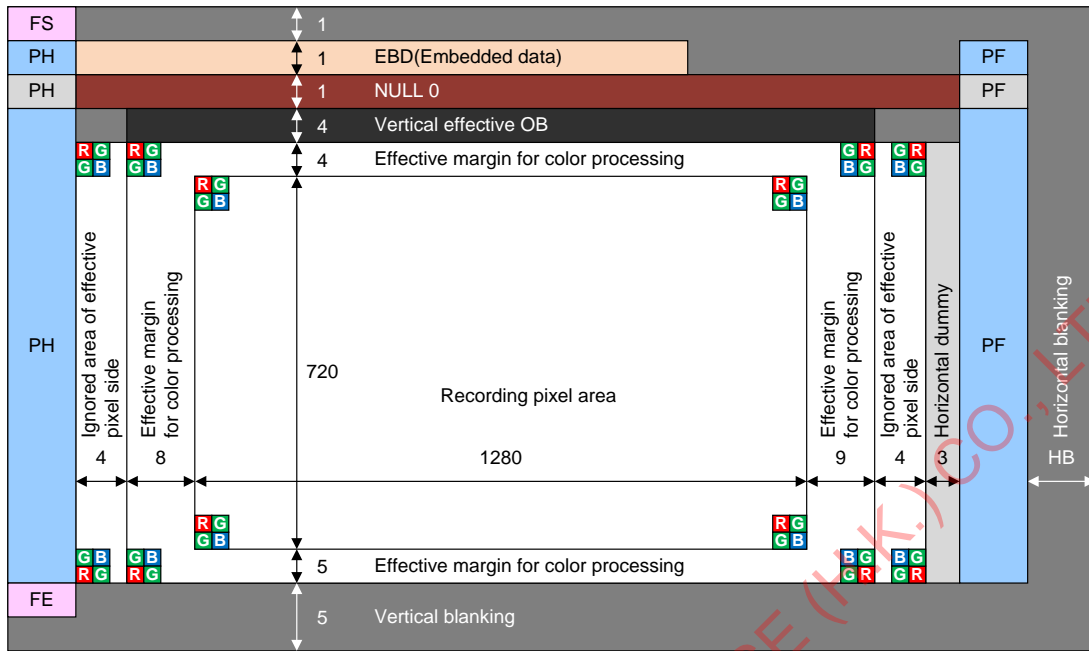 FS
1
PH
1
EBD(Embedded data)
PF
PH
1
NULL 0
PF
4
Vertical effective OB
R G
G B
R G
G B
4
Effective margin for color processing
G R
B G
G R
B G
R G
G B
R G
G B
PH
Ignored area of effective
pixel side
4
Effective margin
for color processing
8
720
Recording pixel area
1280
Effective margin
for color processing
9
Ignored area of effective
pixel side
4
Horizontal dummy
3
PF
Horizontal blanking
HB
R G
G B
R G
G B
G B
R G
G B
R G
5
Effective margin for color processing
B G
G R
B G
G R
FE
5
Vertical blanking
(H.K.) CO., LT